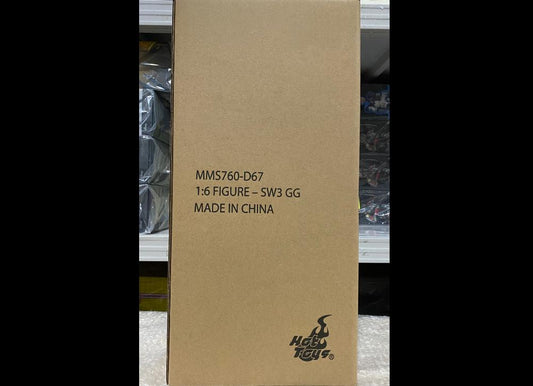 MMS760-D67
1:6 FIGURE – SW3 GG
MADE IN CHINA
Hot
Toys®